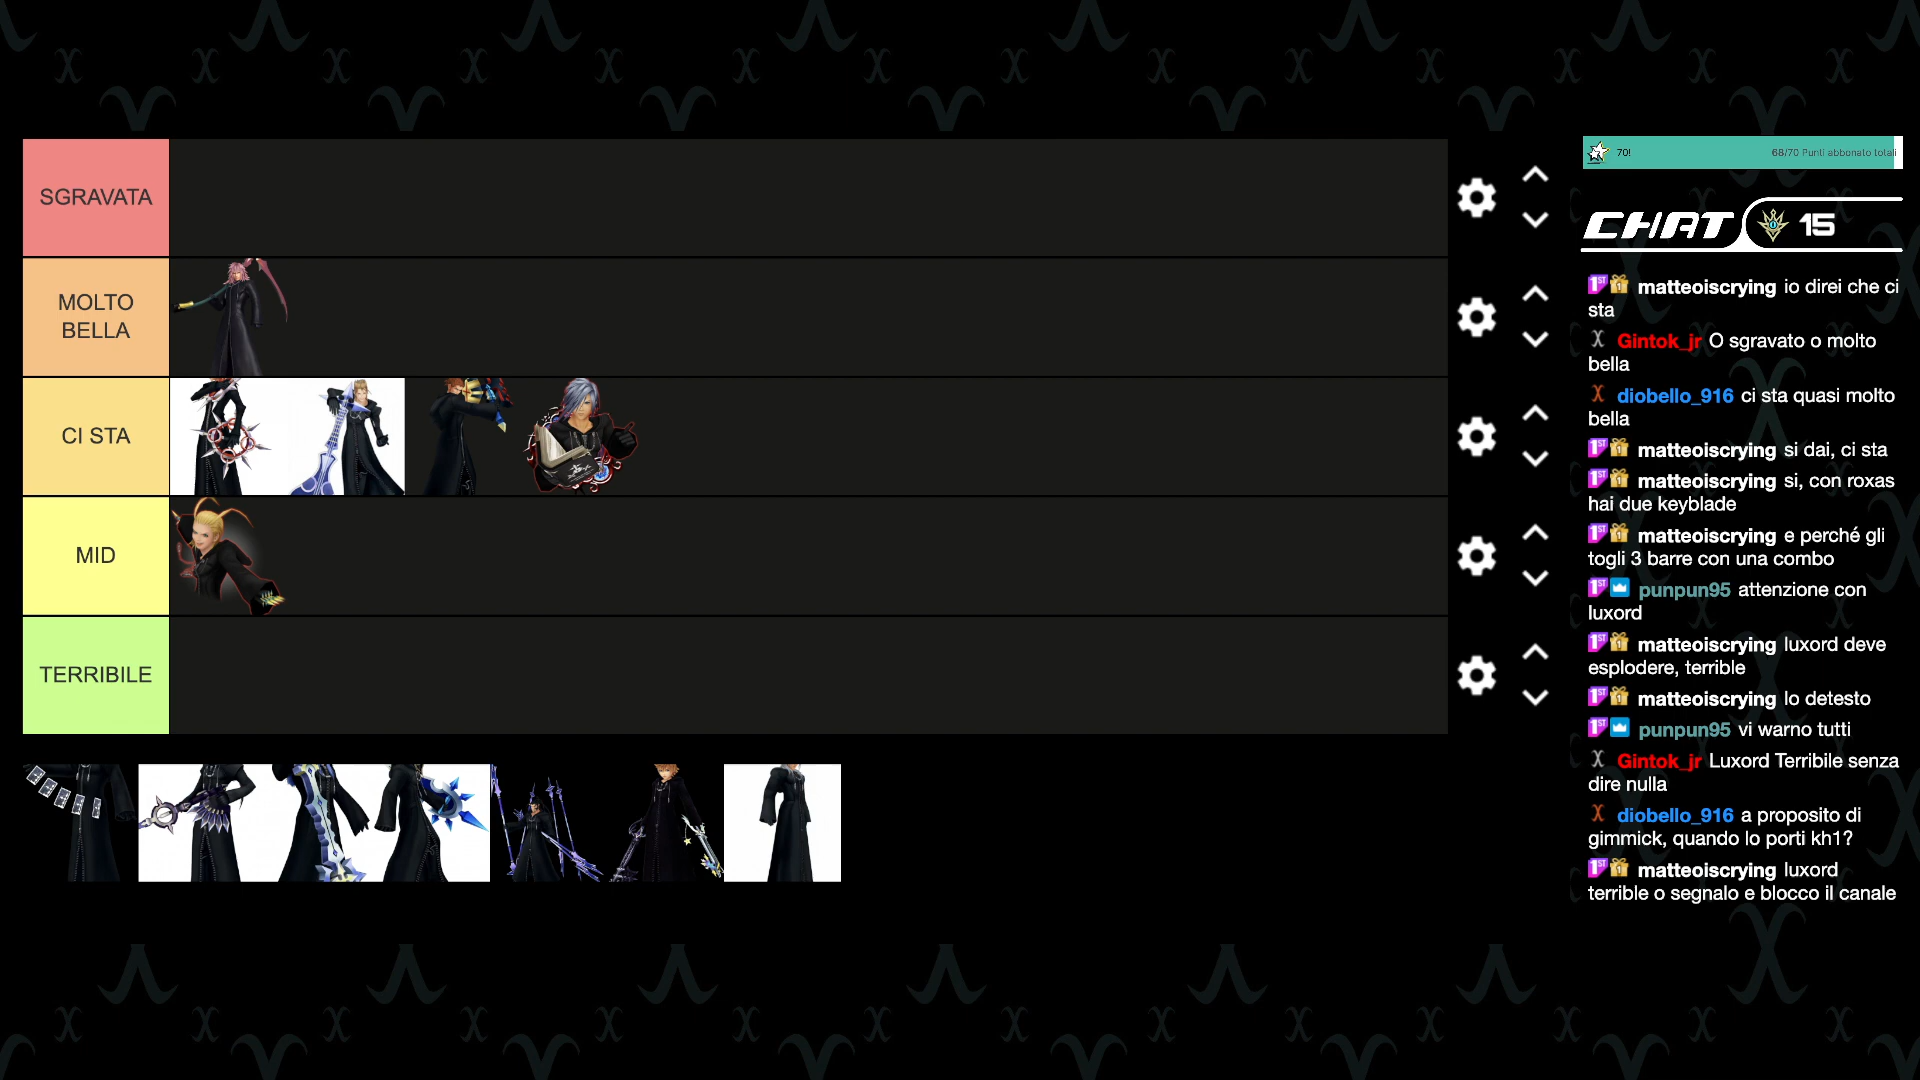 SGRAVATA
MOLTO
BELLA
CI STA
MID
TERRIBILE
70!
68/70 Punti abbonato totali
CHAT
15
matteoiscrying io direi che ci
sta
Gintok_jr O sgravato o molto
bella
diobello_916 ci sta quasi molto
bella
matteoiscrying si dai, ci sta
matteoiscrying si, con roxas
hai due keyblade
matteoiscrying e perché gli
togli 3 barre con una combo
punpun95 attenzione con
luxord
matteoiscrying luxord deve
esplodere, terrible
matteoiscrying lo detesto
punpun95 vi warno tutti
Gintok_jr Luxord Terribile senza
dire nulla
diobello_916 a proposito di
gimmick, quando lo porti kh1?
matteoiscrying luxord
terrible o segnalo e blocco il canale